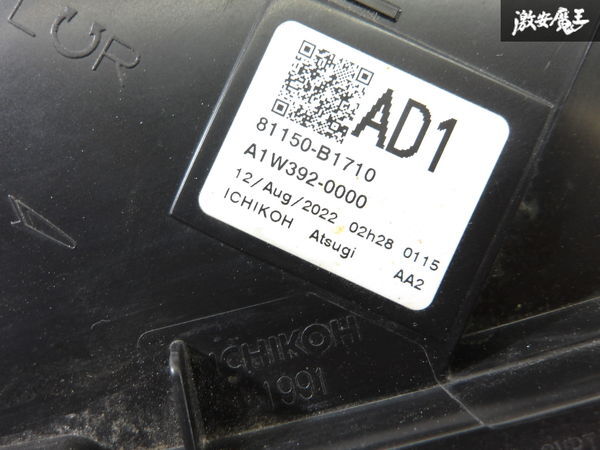 激安魔王
AD1
81150-B1710
A1W392-0000
12/Aug/2022 02h28 0115
ICHIKOH Atsugi AA2
ICHIKOH
1991